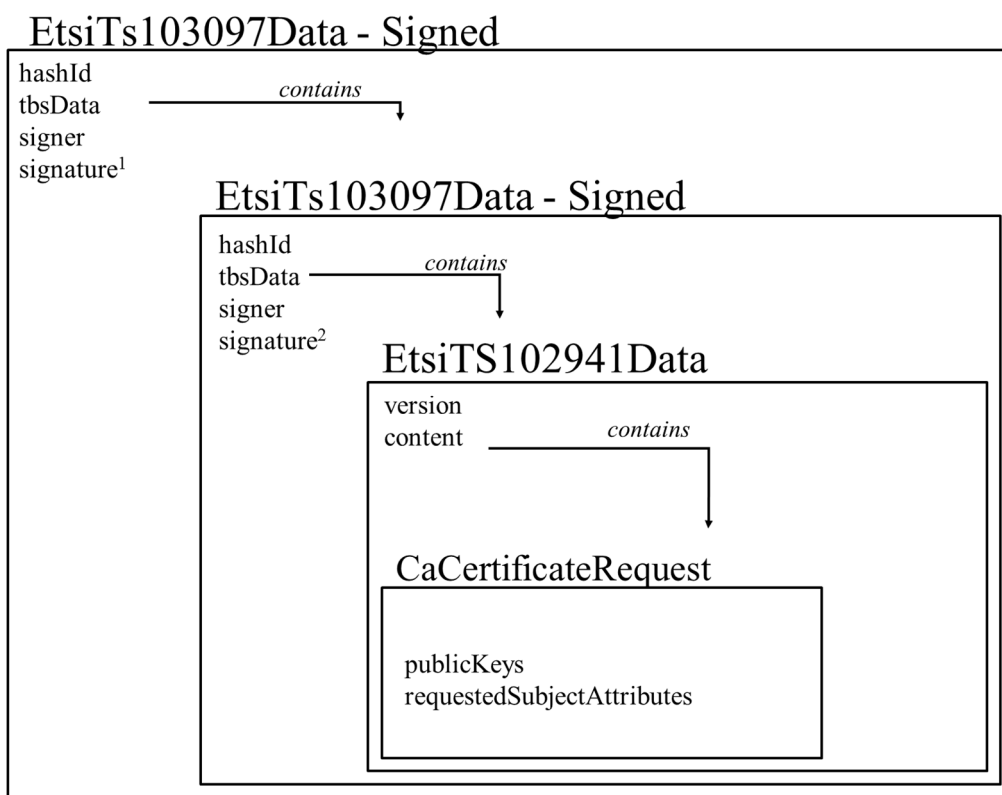 EtsiTs103097Data - Signed
hashId
contains
tbsData
signer
signature¹
EtsiTs103097Data - Signed
hashId
contains
tbsData
signer
signature²
EtsiTS102941Data
version
contains
content
CaCertificateRequest
publicKeys
requestedSubjectAttributes